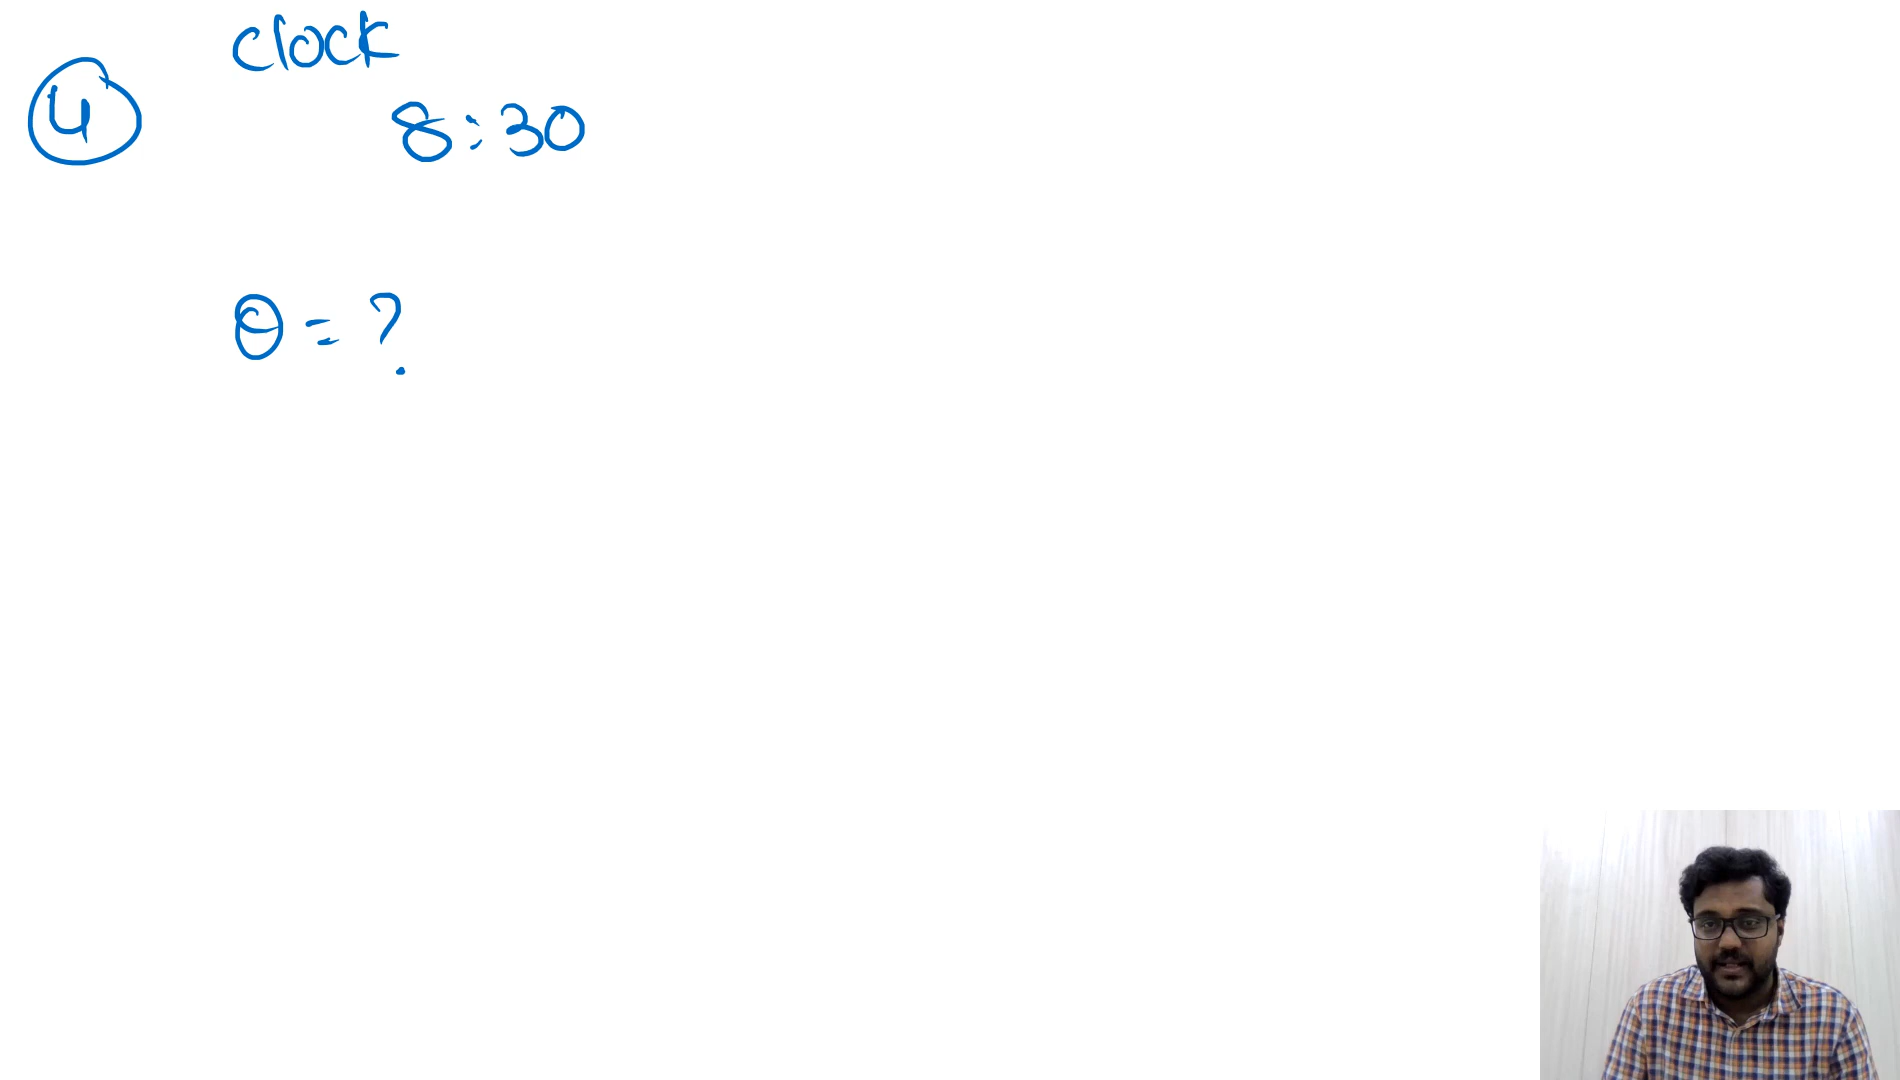 clock
4
8:30
θ = ?